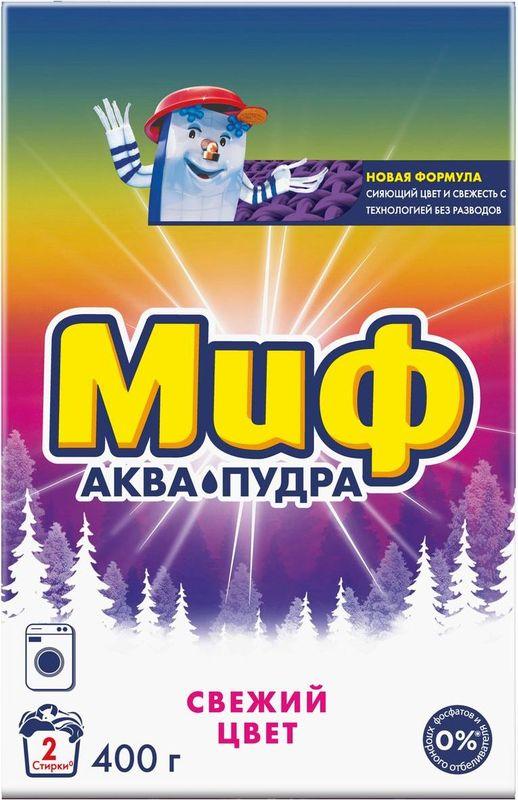 НОВАЯ ФОРМУЛА
СИЯЮЩИЙ ЦВЕТ И СВЕЖЕСТЬ С
ТЕХНОЛОГИЕЙ БЕЗ РАЗВОДОВ
Миф
АКВА ПУДРА
СВЕЖИЙ
ЦВЕТ
2
Стирки°
400 г
0%*
фосфатов и
хлорного отбеливателя